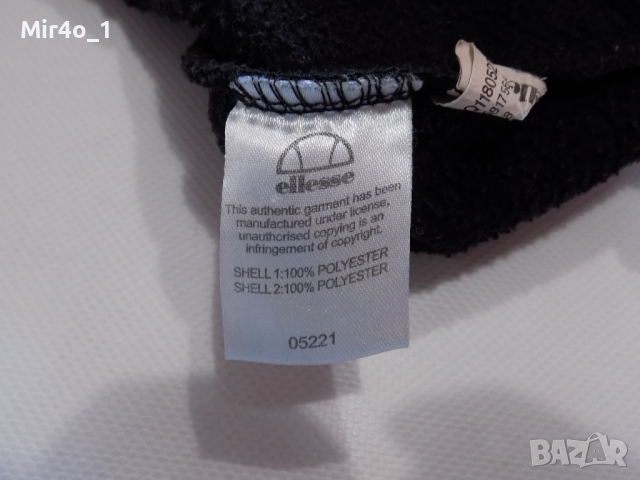 Mir4o_1
ellesse
This authentic garment has been
manufactured under license,
unauthorised copying is an
infringement of copyright.
SHELL 1:100% POLYESTER
SHELL 2:100% POLYESTER
05221
BAZAR